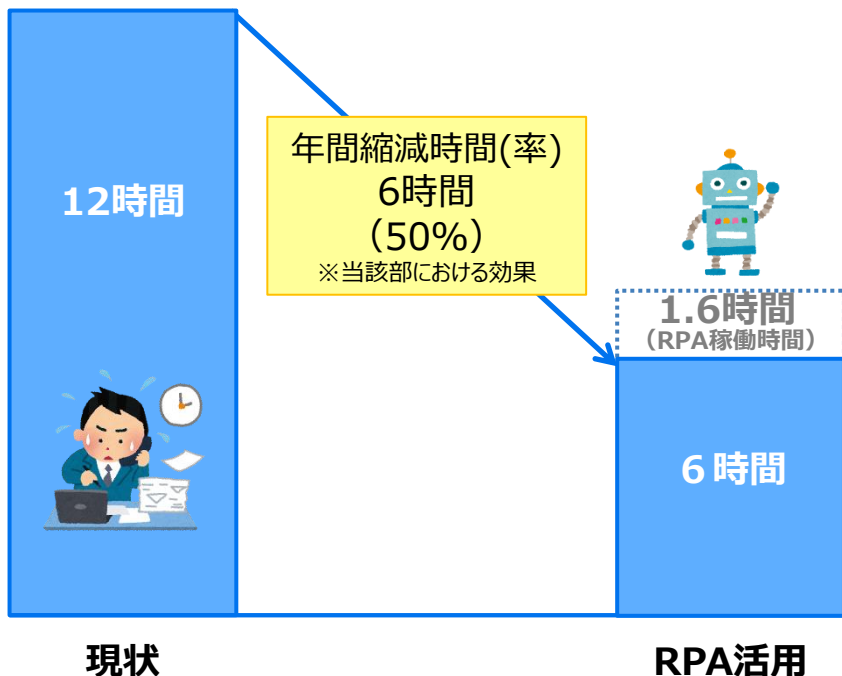 12時間
年間縮減時間(率)
6時間
（50%）
※当該部における効果
1.6時間
（RPA稼働時間）
６時間
現状
RPA活用